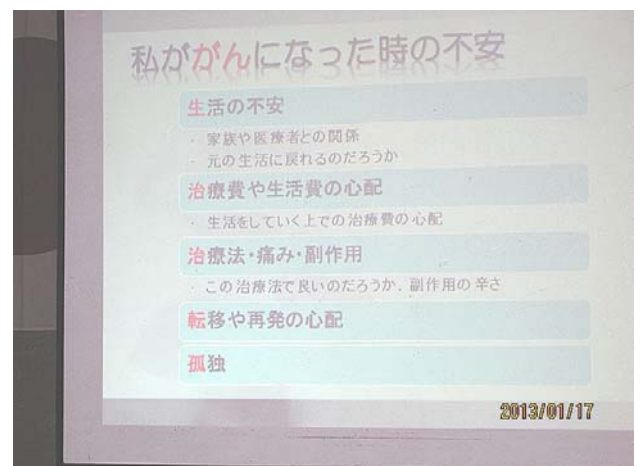 私ががんになった時の不安
生活の不安
· 家族や医療者との関係
· 元の生活に戻れるのだろうか
治療費や生活費の心配
· 生活をしていく上での治療費の心配
治療法・痛み・副作用
· この治療法で良いのだろうか、副作用の辛さ
転移や再発の心配
孤独
2013/01/17